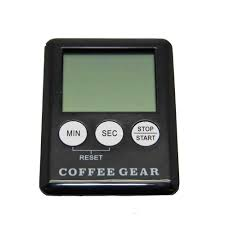 MIN SEC STOP
START
RESET
COFFEE GEAR